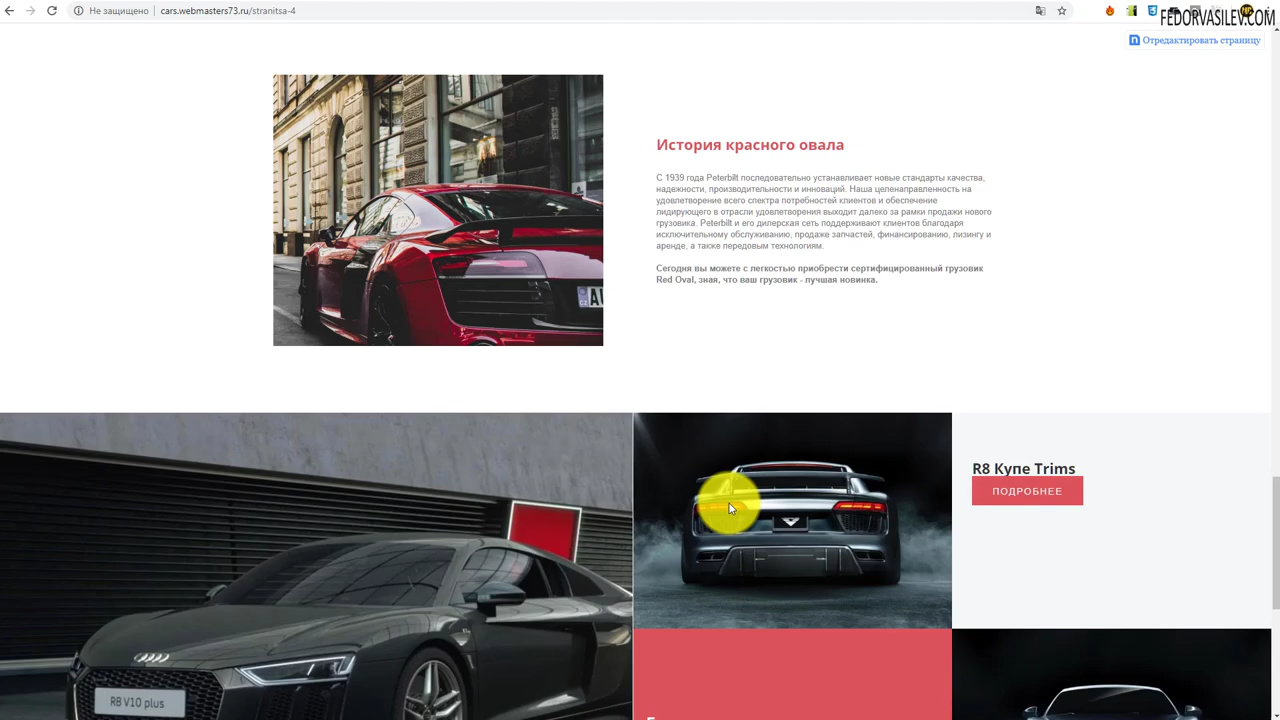 Не защищено
cars.webmasters73.ru/stranitsa-4
FEDORVASILEV.COM
Отредактировать страницу
История красного овала
С 1939 года Peterbilt последовательно устанавливает новые стандарты качества,
надежности, производительности и инноваций. Наша целенаправленность на
удовлетворение всего спектра потребностей клиентов и обеспечение
лидирующего в отрасли удовлетворения выходит далеко за рамки продажи нового
грузовика. Peterbilt и его дилерская сеть поддерживают клиентов благодаря
исключительному обслуживанию, продаже запчастей, финансированию, лизингу и
аренде, а также передовым технологиям.
Сегодня вы можете с легкостью приобрести сертифицированный грузовик
Red Oval, зная, что ваш грузовик - лучшая новинка.
R8 Купе Trims
ПОДРОБНЕЕ
R8 V10 plus